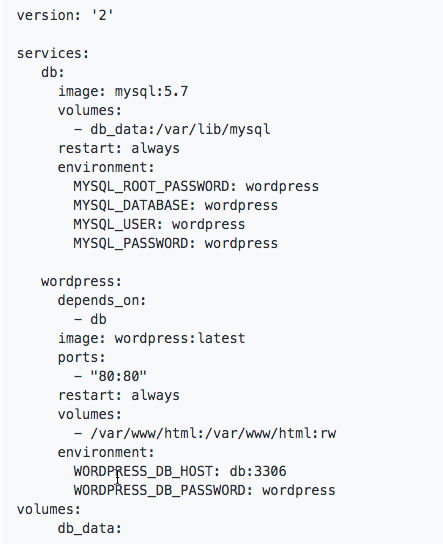 version: '2'

services:
   db:
     image: mysql:5.7
     volumes:
       - db_data:/var/lib/mysql
     restart: always
     environment:
       MYSQL_ROOT_PASSWORD: wordpress
       MYSQL_DATABASE: wordpress
       MYSQL_USER: wordpress
       MYSQL_PASSWORD: wordpress

   wordpress:
     depends_on:
       - db
     image: wordpress:latest
     ports:
       - "80:80"
     restart: always
     volumes:
       - /var/www/html:/var/www/html:rw
     environment:
       WORDPRESS_DB_HOST: db:3306
       WORDPRESS_DB_PASSWORD: wordpress
volumes:
     db_data: